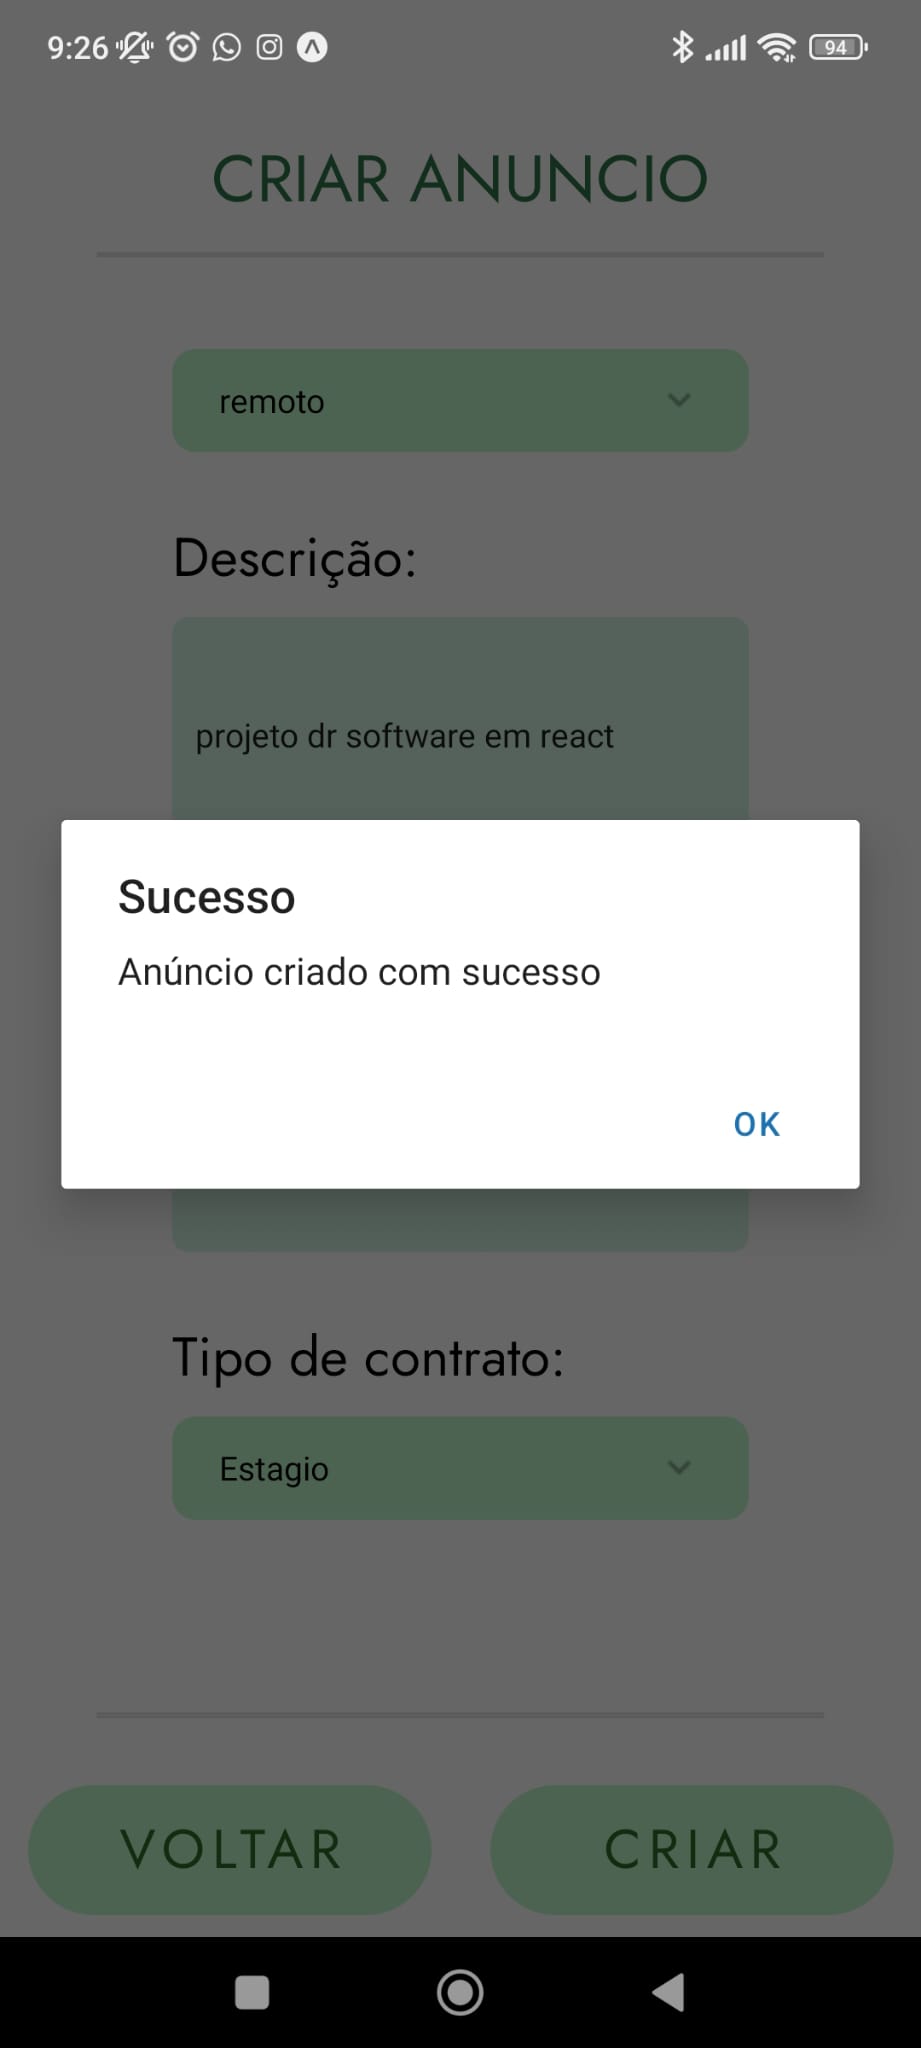 9:26
94
CRIAR ANUNCIO
remoto
Descrição:
projeto dr software em react
Sucesso
Anúncio criado com sucesso
OK
Tipo de contrato:
Estagio
VOLTAR
CRIAR